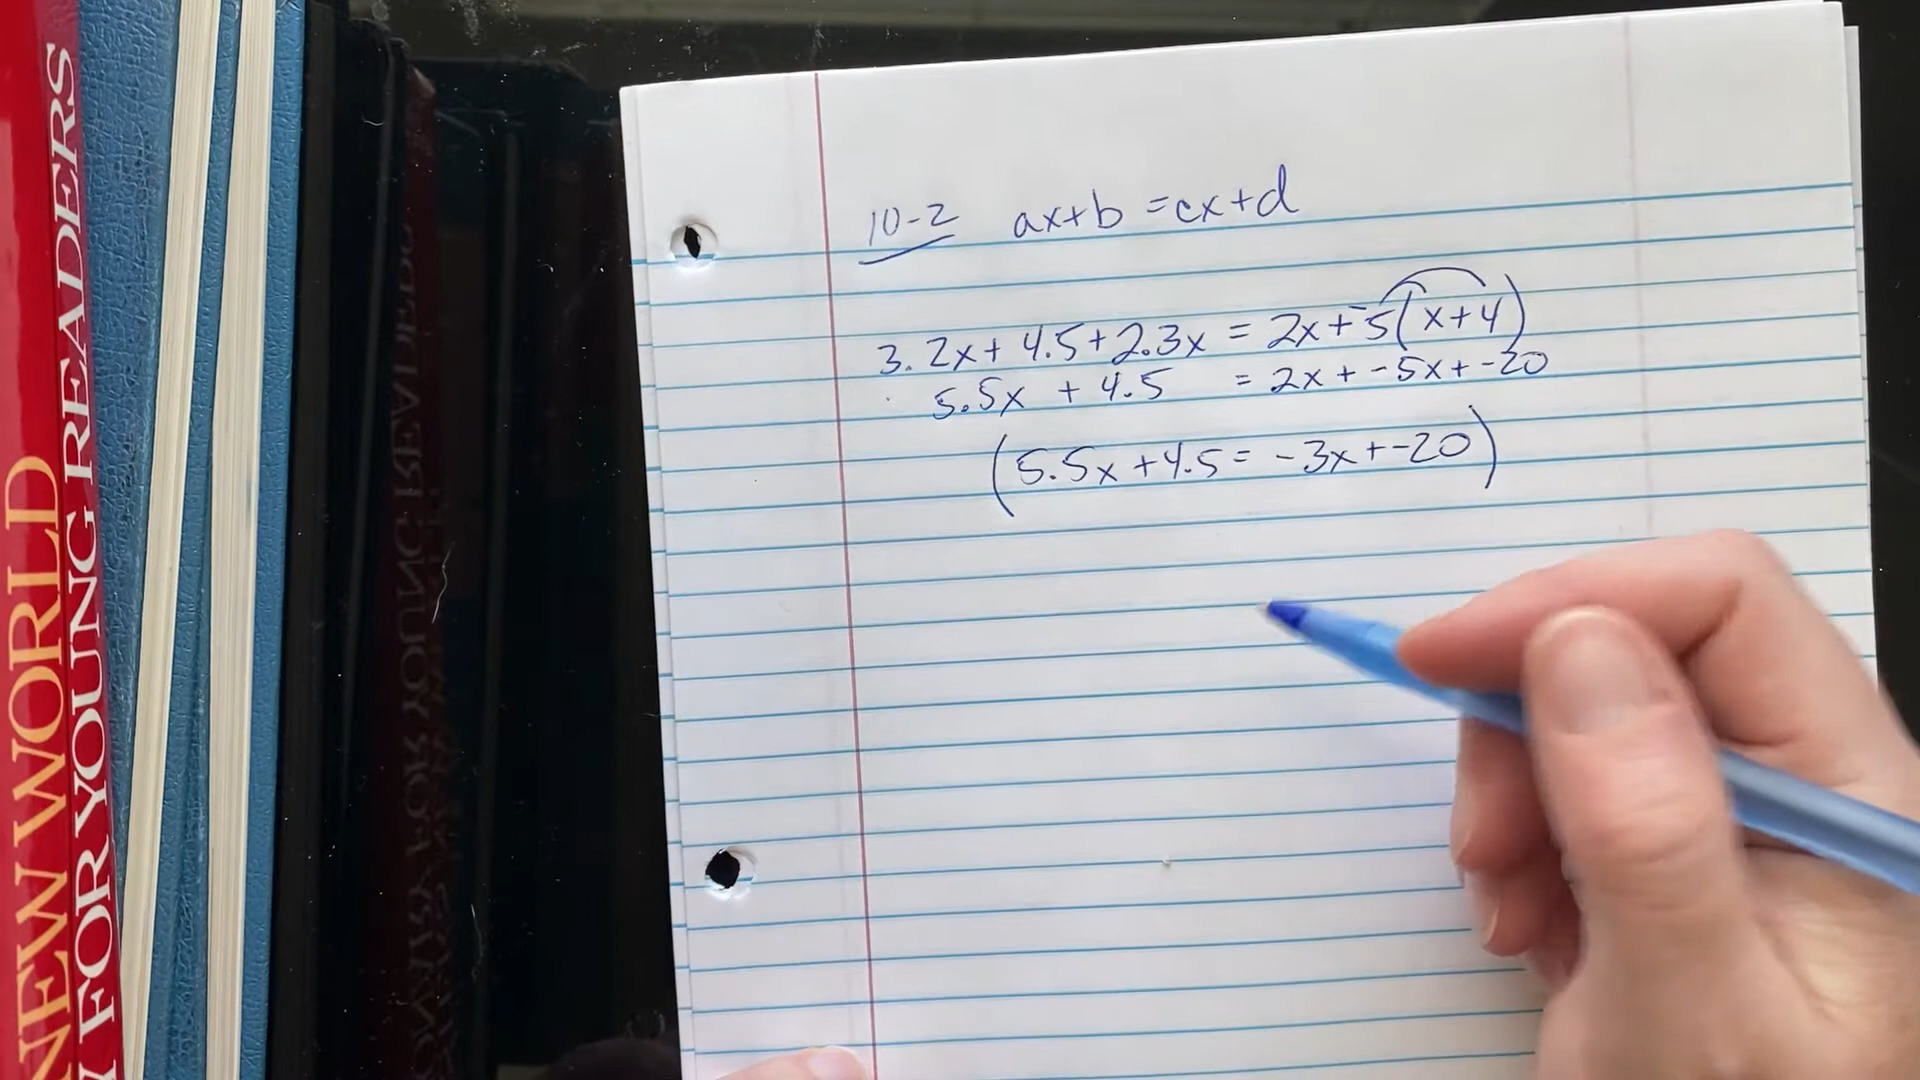 NEW WORLD
FOR YOUNG READERS
10-2 ax+b=cx+d
3.2x+4.5+2.3x=2x+-5(x+4)
5.5x+4.5=2x+-5x+-20
(5.5x+4.5=-3x+-20)